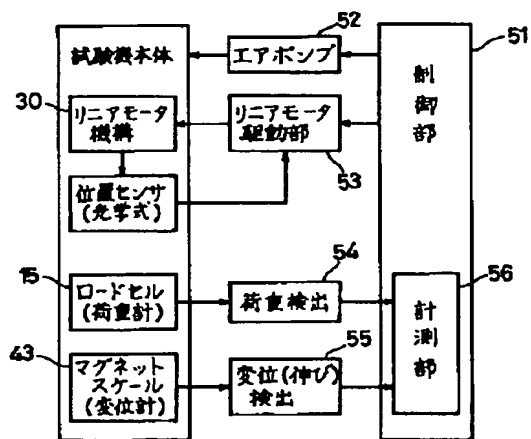 試験機本体
52
エアポンプ
51
制御部
30
リニアモータ
機構
リニアモータ
駆動部
53
位置センサ
(光学式)
15
ロードセル
(荷重計)
54
荷重検出
56
計測部
43
マグネット
スケール
(変位計)
55
変位(伸び)
検出